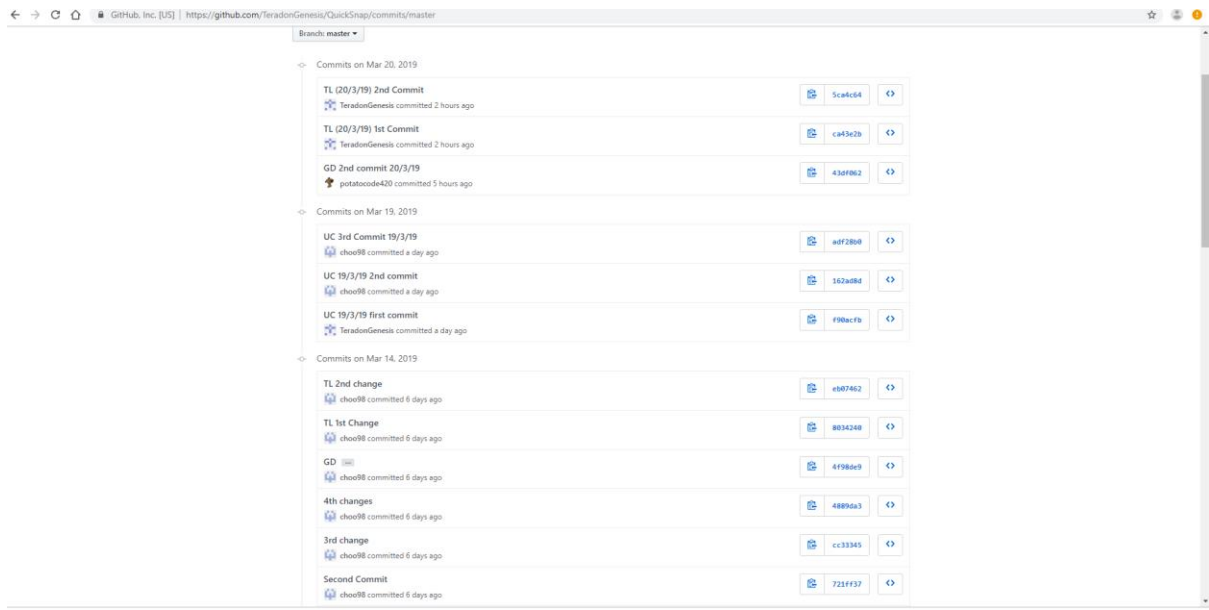 GitHub, Inc. [US] | https://github.com/TeradonGenesis/QuickSnap/commits/master
Branch: master
Commits on Mar 20, 2019
TL (20/3/19) 2nd Commit
5ca4c64
TeradonGenesis committed 2 hours ago
TL (20/3/19) 1st Commit
ca43e2b
TeradonGenesis committed 2 hours ago
GD 2nd commit 20/3/19
43df062
potatocode420 committed 5 hours ago
Commits on Mar 19, 2019
UC 3rd Commit 19/3/19
adf28b0
choo98 committed a day ago
UC 19/3/19 2nd commit
162ad8d
choo98 committed a day ago
UC 19/3/19 first commit
f90acfb
TeradonGenesis committed a day ago
Commits on Mar 14, 2019
TL 2nd change
eb07462
choo98 committed 6 days ago
TL 1st Change
8034240
choo98 committed 6 days ago
GD ...
4f98de9
choo98 committed 6 days ago
4th changes
4089da3
choo98 committed 6 days ago
3rd change
cc33345
choo98 committed 6 days ago
Second Commit
721ff37
choo98 committed 6 days ago